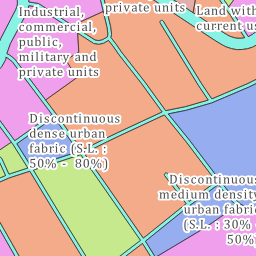 private units
Industrial,
commercial,
public,
military and
private units
Land with
current us
Discontinuous
dense urban
fabric (S.L. :
50% -  80%)
Discontinuous
medium density
urban fabric
(S.L. : 30%
50%